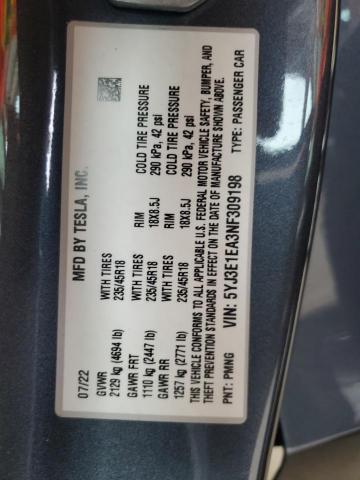 MFD BY TESLA, INC.
07/22
GVWR
2129 kg (4694 lb)
GAWR FRT WITH TIRES RIM COLD TIRE PRESSURE
1110 kg (2447 lb) 235/45R18 18X8.5J 290 kPa, 42 psi
GAWR RR WITH TIRES RIM COLD TIRE PRESSURE
1257 kg (2771 lb) 235/45R18 18X8.5J 290 kPa, 42 psi
THIS VEHICLE CONFORMS TO ALL APPLICABLE U.S. FEDERAL MOTOR VEHICLE SAFETY, BUMPER, AND
THEFT PREVENTION STANDARDS IN EFFECT ON THE DATE OF MANUFACTURE SHOWN ABOVE.
PNT: PMNG VIN: 5YJ3E1EA3NF309198 TYPE: PASSENGER CAR